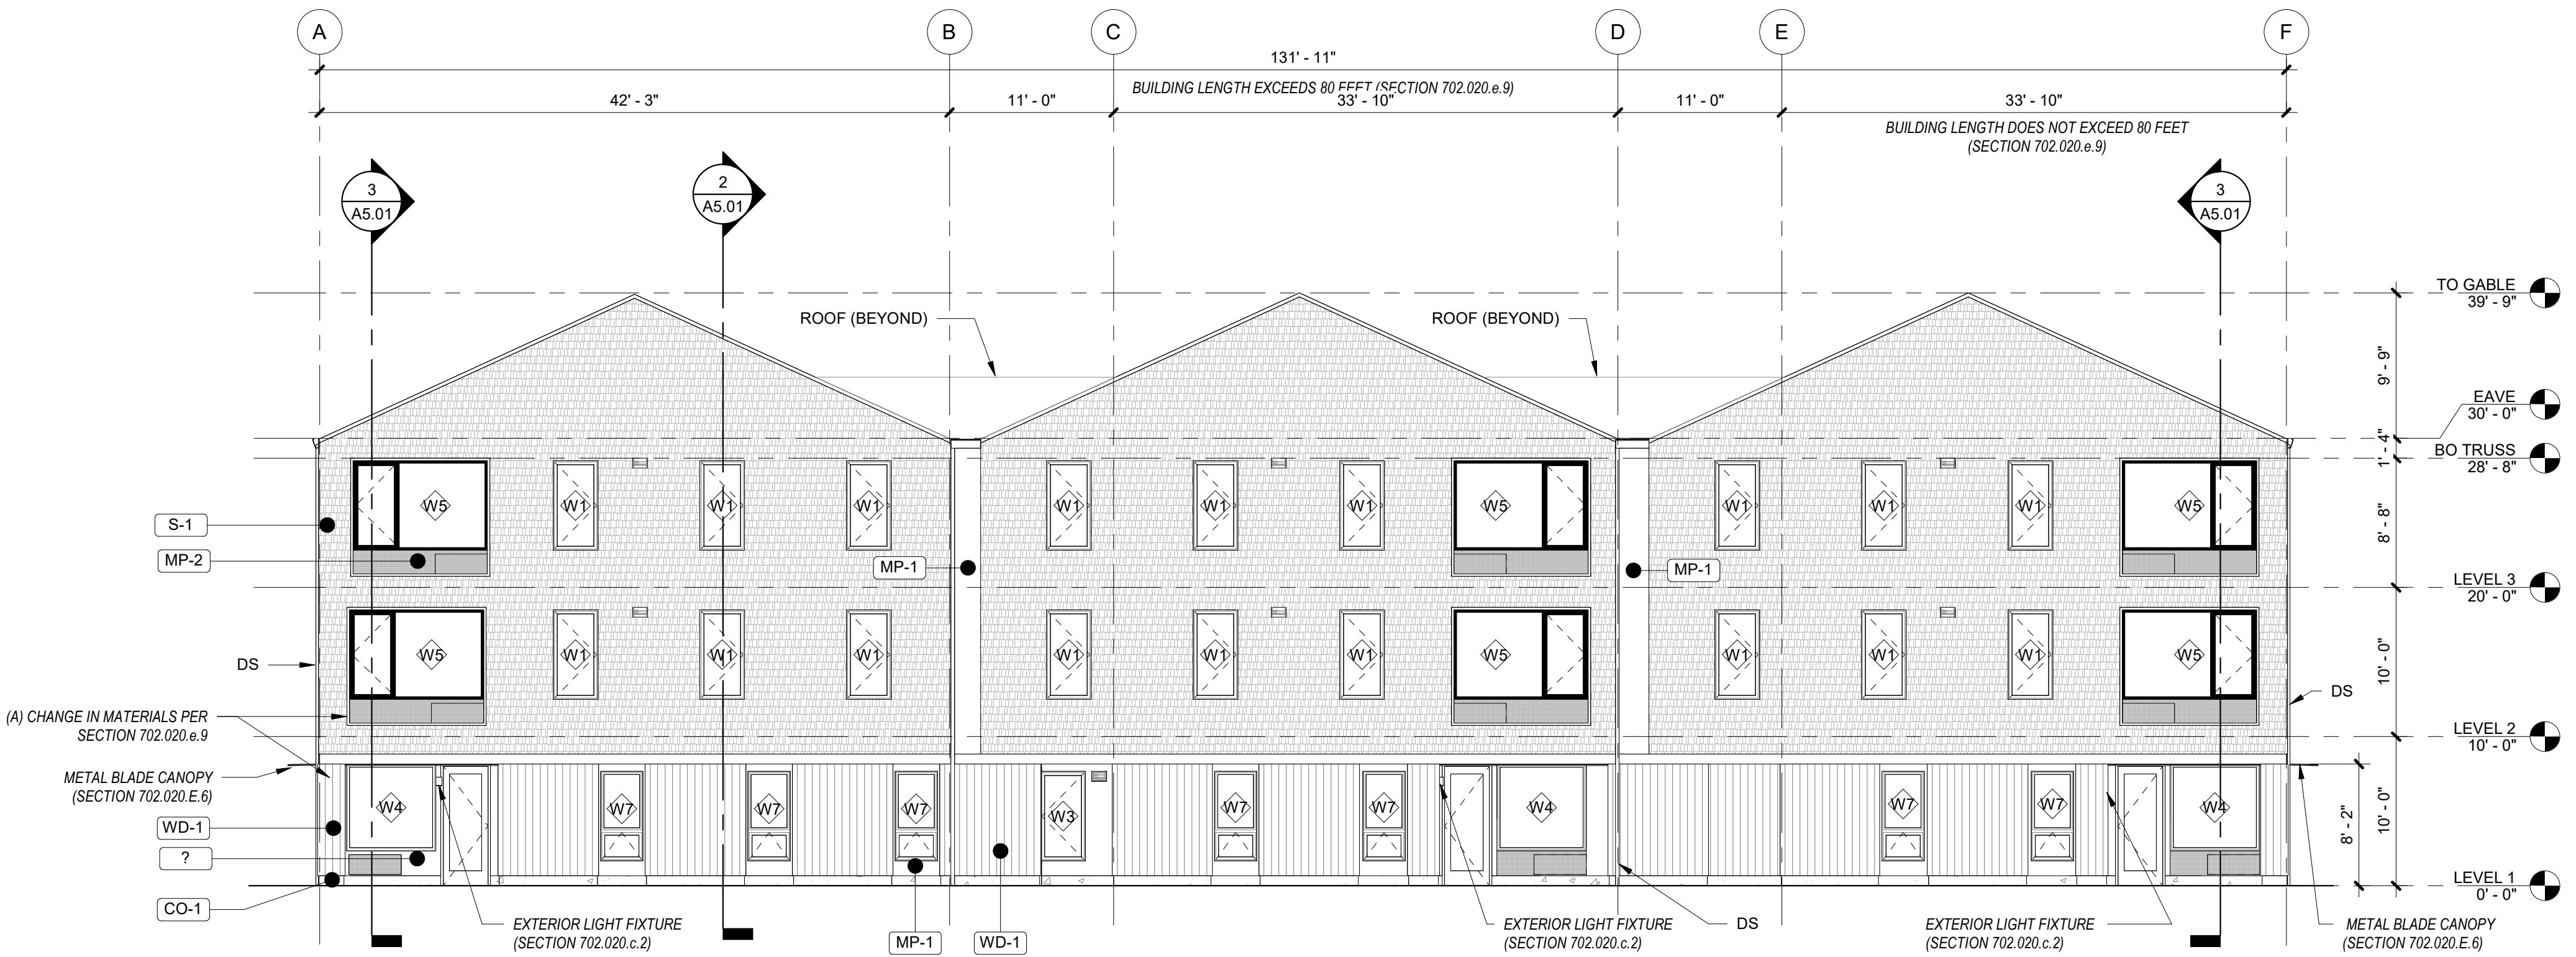 A
B
C
D
E
F
131' - 11"
BUILDING LENGTH EXCEEDS 80 FEET (SECTION 702.020.e.9)
42' - 3"
11' - 0"
33' - 10"
11' - 0"
33' - 10"
BUILDING LENGTH DOES NOT EXCEED 80 FEET
(SECTION 702.020.e.9)
3
A5.01
2
A5.01
3
A5.01
ROOF (BEYOND)
ROOF (BEYOND)
TO GABLE
39' - 9"
9' - 9"
EAVE
30' - 0"
1' - 4"
BO TRUSS
28' - 8"
8' - 8"
S-1
MP-2
W5
W1
W1
W1
MP-1
W1
W1
W1
W5
MP-1
W1
W1
W1
W5
LEVEL 3
20' - 0"
10' - 0"
DS
W5
W1
W1
W1
W1
W1
W1
W5
W1
W1
W1
W5
DS
(A) CHANGE IN MATERIALS PER
SECTION 702.020.e.9
LEVEL 2
10' - 0"
METAL BLADE CANOPY
(SECTION 702.020.E.6)
W4
W7
W7
W7
W3
W7
W7
W4
W7
W7
W4
8' - 2"
10' - 0"
WD-1
?
CO-1
LEVEL 1
0' - 0"
EXTERIOR LIGHT FIXTURE
(SECTION 702.020.c.2)
MP-1
WD-1
EXTERIOR LIGHT FIXTURE
(SECTION 702.020.c.2)
DS
EXTERIOR LIGHT FIXTURE
(SECTION 702.020.c.2)
METAL BLADE CANOPY
(SECTION 702.020.E.6)